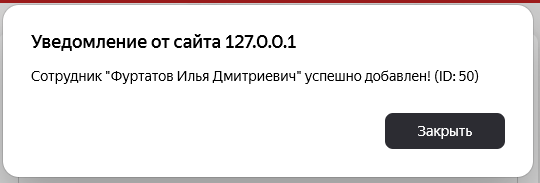 Уведомление от сайта 127.0.0.1
Сотрудник "Фуртатов Илья Дмитриевич" успешно добавлен! (ID: 50)
Закрыть